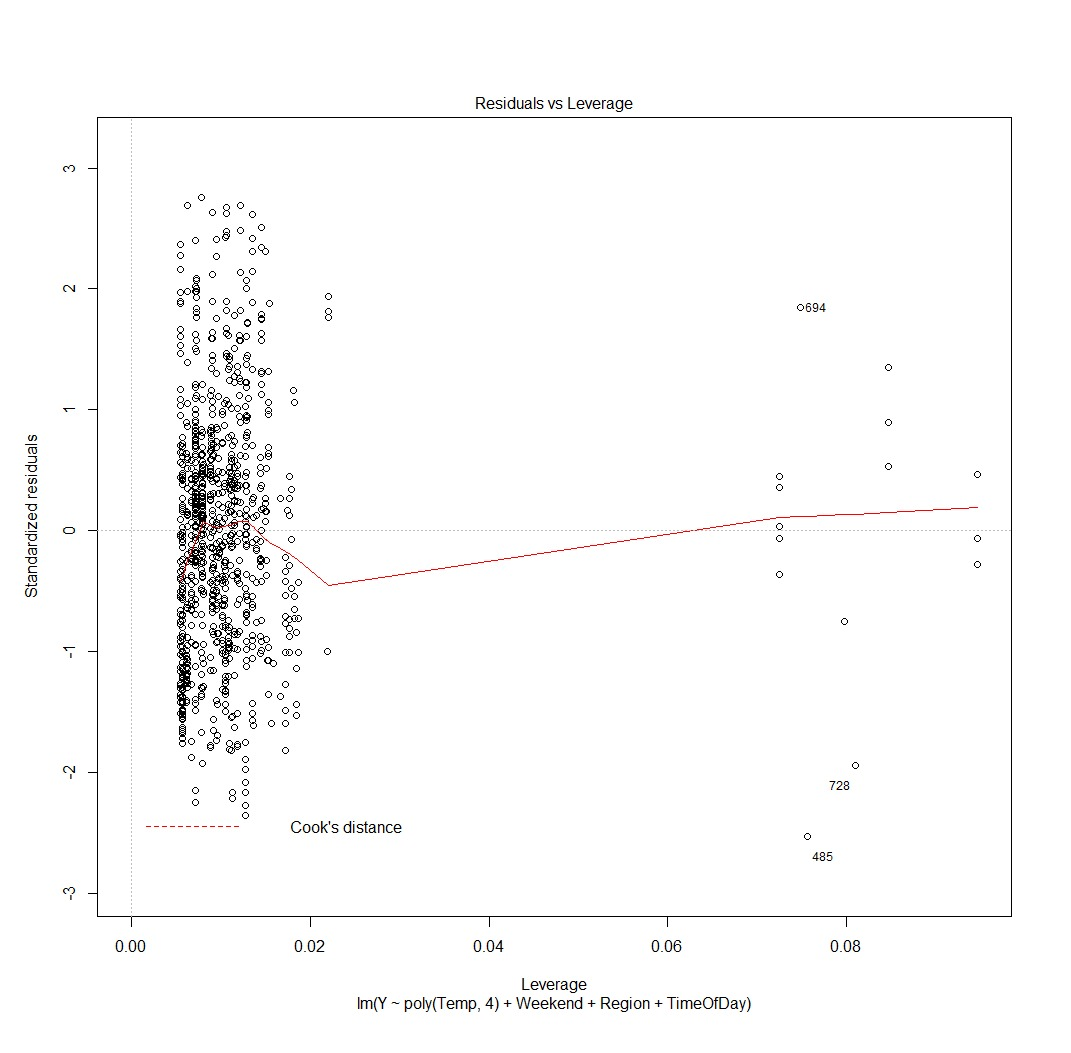 Residuals vs Leverage
3
2
1
0
-1
-2
-3
Standardized residuals
694
728
485
Cook's distance
0.00 0.02 0.04 0.06 0.08
Leverage
lm(Y ~ poly(Temp, 4) + Weekend + Region + TimeOfDay)